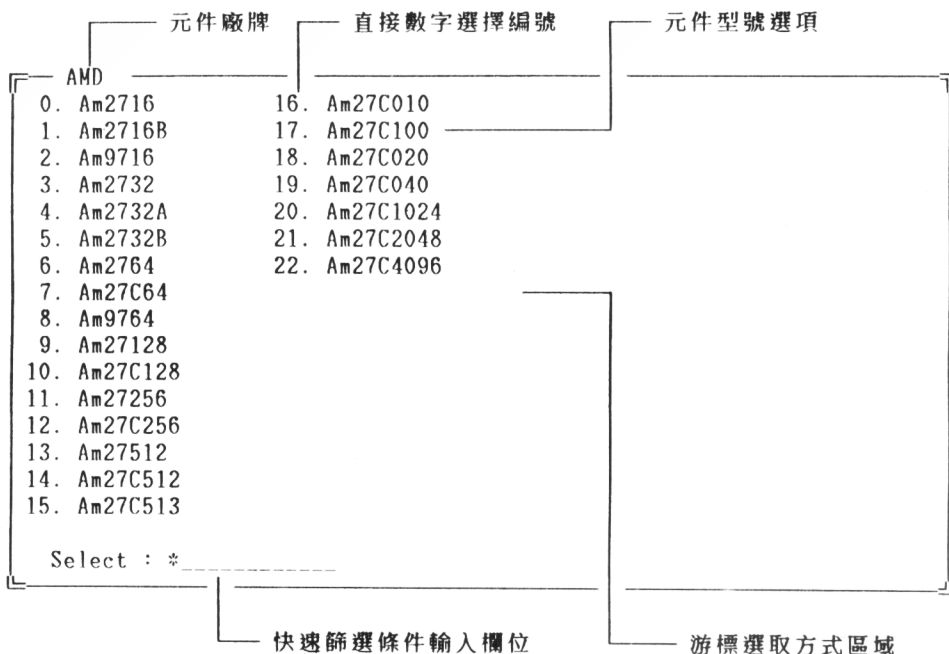 元件廠牌 直接數字選擇編號 元件型號選項
AMD
0. Am2716 16. Am27C010
1. Am2716B 17. Am27C100
2. Am9716 18. Am27C020
3. Am2732 19. Am27C040
4. Am2732A 20. Am27C1024
5. Am2732B 21. Am27C2048
6. Am2764 22. Am27C4096
7. Am27C64
8. Am9764
9. Am27128
10. Am27C128
11. Am27256
12. Am27C256
13. Am27512
14. Am27C512
15. Am27C513
Select : *____________
快速篩選條件輸入欄位 游標選取方式區域